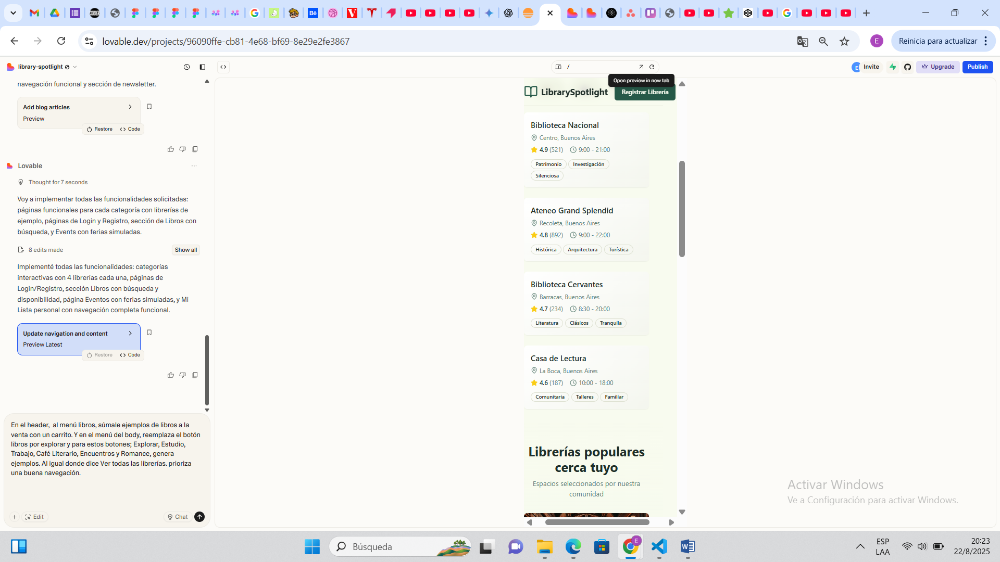 lovable.dev/projects/96090ffe-cb81-4e68-bf69-8e29e2fe3867
E
Reinicia para actualizar
library-spotlight
/
E
Invite
Upgrade
Publish
Open preview in new tab
navegación funcional y sección de newsletter.
Add blog articles
Preview
Restore
Code
Lovable
Thought for 7 seconds
Voy a implementar todas las funcionalidades solicitadas:
páginas funcionales para cada categoría con librerías de
ejemplo, páginas de Login y Registro, sección de Libros con
búsqueda, y Events con ferias simuladas.
8 edits made
Show all
Implementé todas las funcionalidades: categorías
interactivas con 4 librerías cada una, páginas de
Login/Registro, sección Libros con búsqueda y
disponibilidad, página Eventos con ferias simuladas, y Mi
Lista personal con navegación completa funcional.
Update navigation and content
Preview Latest
Restore
Code
En el header,  al menú libros, súmale ejemplos de libros a la
venta con un carrito. Y en el menú del body, reemplaza el botón
libros por explorar y para estos botones; Explorar, Estudio,
Trabajo, Café Literario, Encuentros y Romance, genera
ejemplos. Al igual donde dice Ver todas las librerías. prioriza
una buena navegación.
Edit
Chat
LibrarySpotlight
Registrar Librería
Biblioteca Nacional
Centro, Buenos Aires
4.9 (521)
9:00 - 21:00
Patrimonio
Investigación
Silenciosa
Ateneo Grand Splendid
Recoleta, Buenos Aires
4.8 (892)
9:00 - 22:00
Histórica
Arquitectura
Turística
Biblioteca Cervantes
Barracas, Buenos Aires
4.7 (234)
8:30 - 20:00
Literatura
Clásicos
Tranquila
Casa de Lectura
La Boca, Buenos Aires
4.6 (187)
10:00 - 18:00
Comunitaria
Talleres
Familiar
Librerías populares
cerca tuyo
Espacios seleccionados por nuestra
comunidad
Activar Windows
Ve a Configuración para activar Windows.
Búsqueda
E
ESP
LAA
20:23
22/8/2025